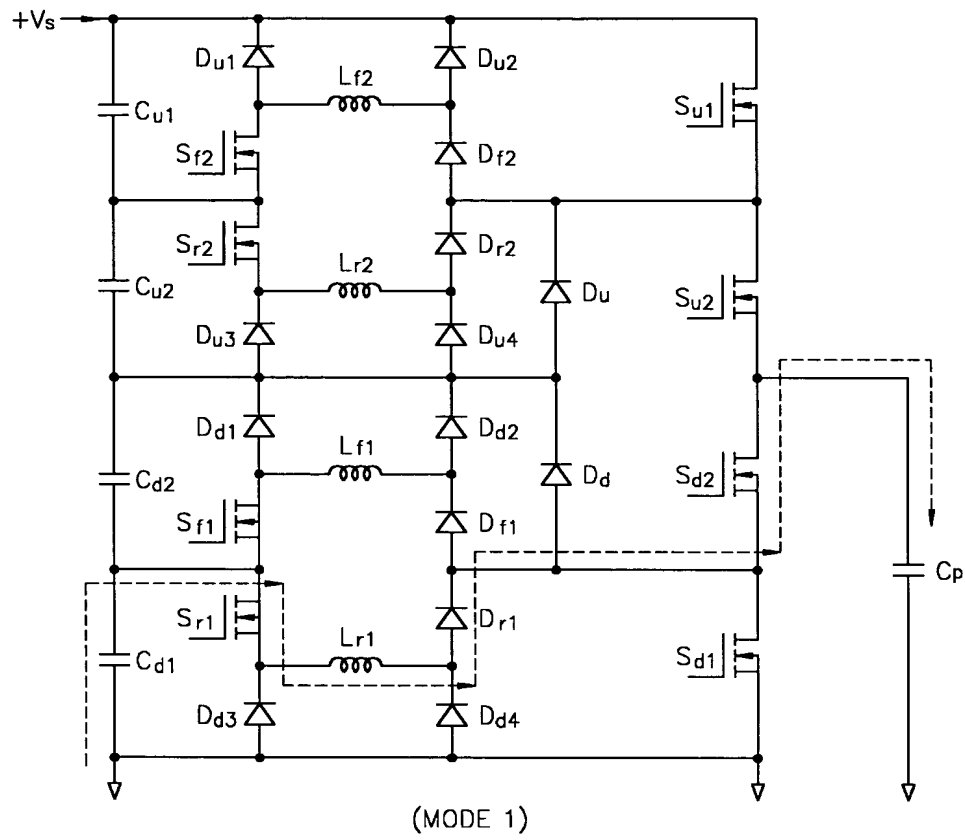 +Vs
Du1
Lf2
Du2
Su1
Cu1
Sf2
Df2
Sr2
Dr2
Cu2
Lr2
Du
Su2
Du3
Du4
Dd1
Lf1
Dd2
Cd2
Dd
Sd2
Sf1
Df1
Cp
Sr1
Dr1
Cd1
Lr1
Sd1
Dd3
Dd4
(MODE 1)